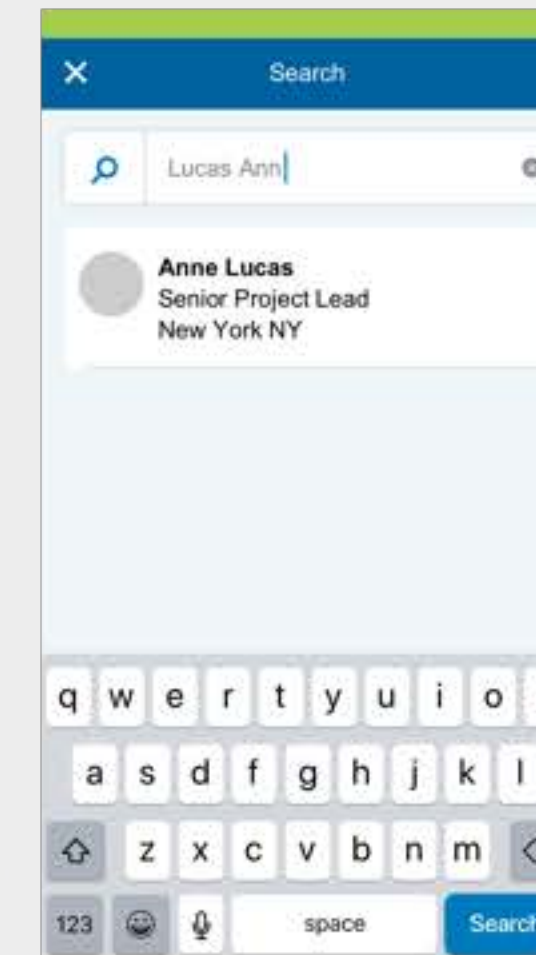 Search
Lucas Ann
Anne Lucas
Senior Project Lead
New York NY
q w e r t y u i o
a s d f g h j k l
z x c v b n m
123 space Search